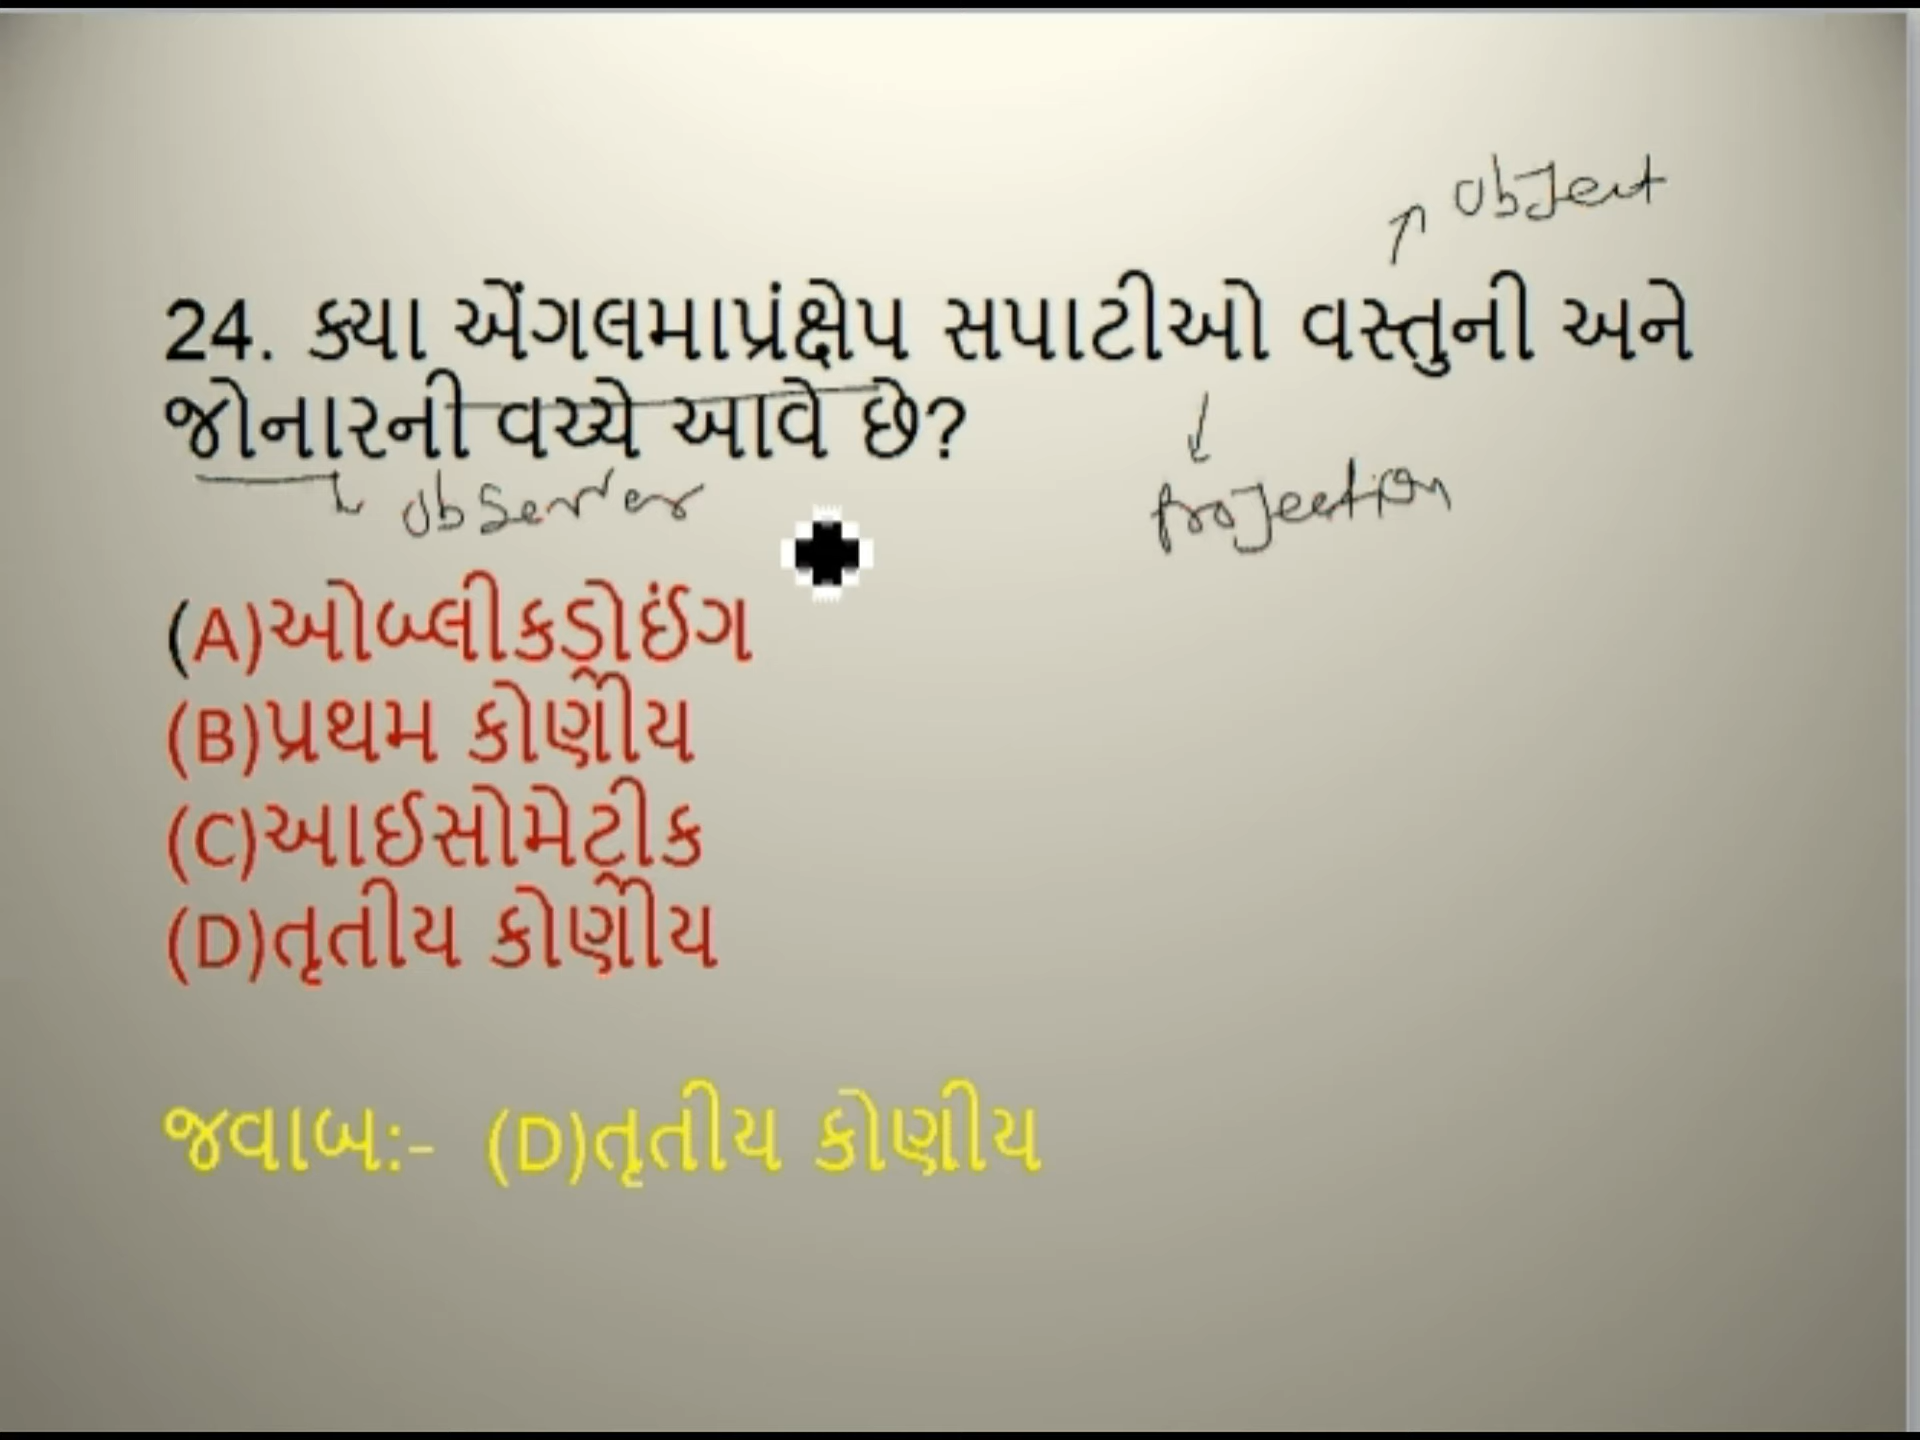 object
24. ક્યા એંગલમાપ્રંક્ષેપ સપાટીઓ વસ્તુની અને
જોનારની વચ્ચે આવે છે?
observer
projection
(A)ઓબ્લીકડ્રોઈંગ
(B)પ્રથમ કોણીય
(C)આઈસોમેટ્રીક
(D)તૃતીય કોણીય
જવાબ:- (D)તૃતીય કોણીય